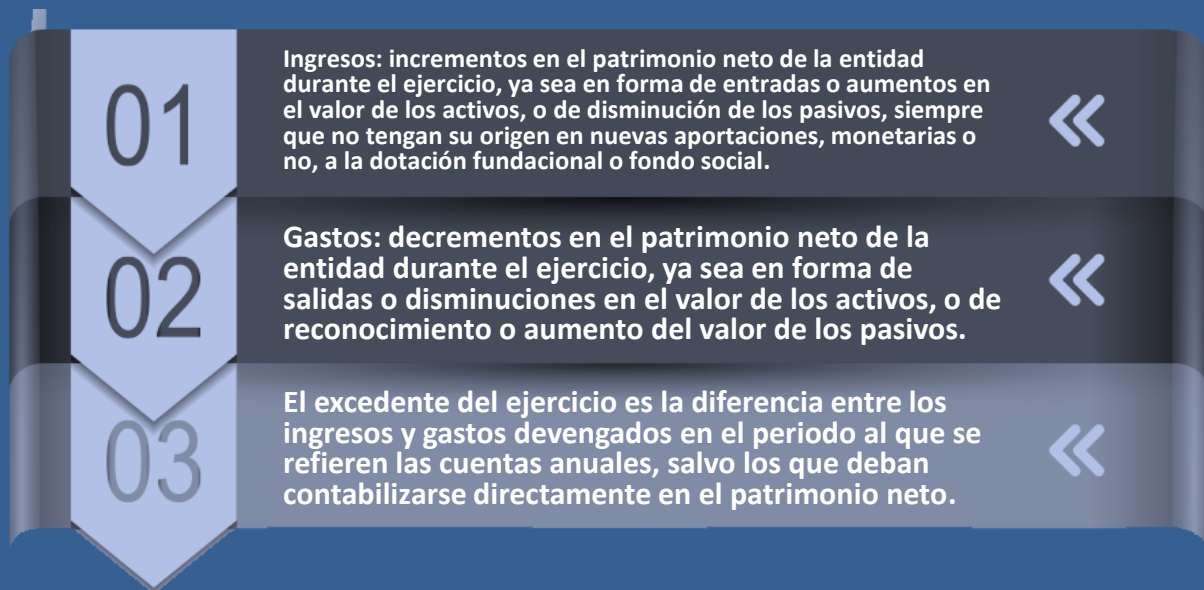 01
Ingresos: incrementos en el patrimonio neto de la entidad
durante el ejercicio, ya sea en forma de entradas o aumentos en
el valor de los activos, o de disminución de los pasivos, siempre
que no tengan su origen en nuevas aportaciones, monetarias o
no, a la dotación fundacional o fondo social.
02
Gastos: decrementos en el patrimonio neto de la
entidad durante el ejercicio, ya sea en forma de
salidas o disminuciones en el valor de los activos, o de
reconocimiento o aumento del valor de los pasivos.
03
El excedente del ejercicio es la diferencia entre los
ingresos y gastos devengados en el periodo al que se
refieren las cuentas anuales, salvo los que deban
contabilizarse directamente en el patrimonio neto.